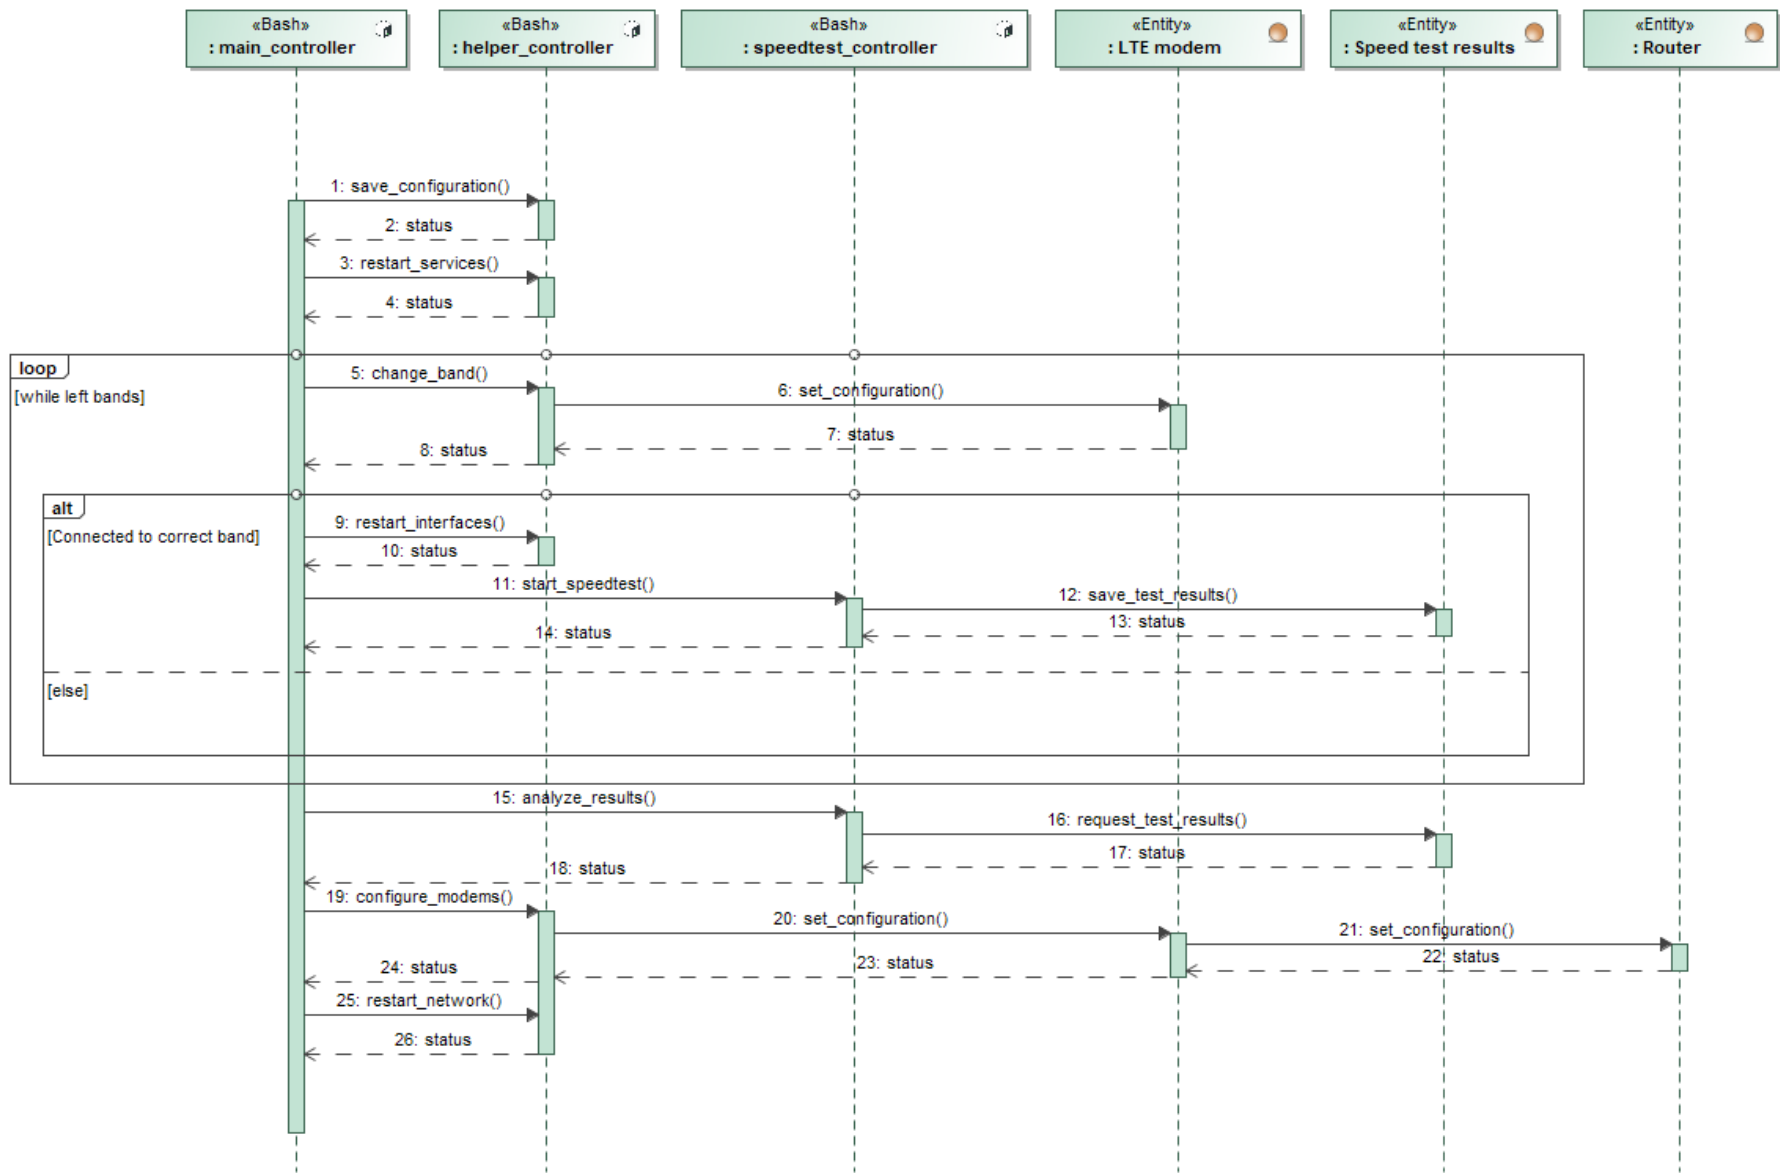 «Bash»
: main_controller
«Bash»
: helper_controller
«Bash»
: speedtest_controller
«Entity»
: LTE modem
«Entity»
: Speed test results
«Entity»
: Router
1: save_configuration()
2: status
3: restart_services()
4: status
loop
[while left bands]
5: change_band()
6: set_configuration()
7: status
8: status
alt
[Connected to correct band]
9: restart_interfaces()
10: status
11: start_speedtest()
12: save_test_results()
13: status
14: status
[else]
15: analyze_results()
16: request_test_results()
17: status
18: status
19: configure_modems()
20: set_configuration()
21: set_configuration()
22: status
23: status
24: status
25: restart_network()
26: status